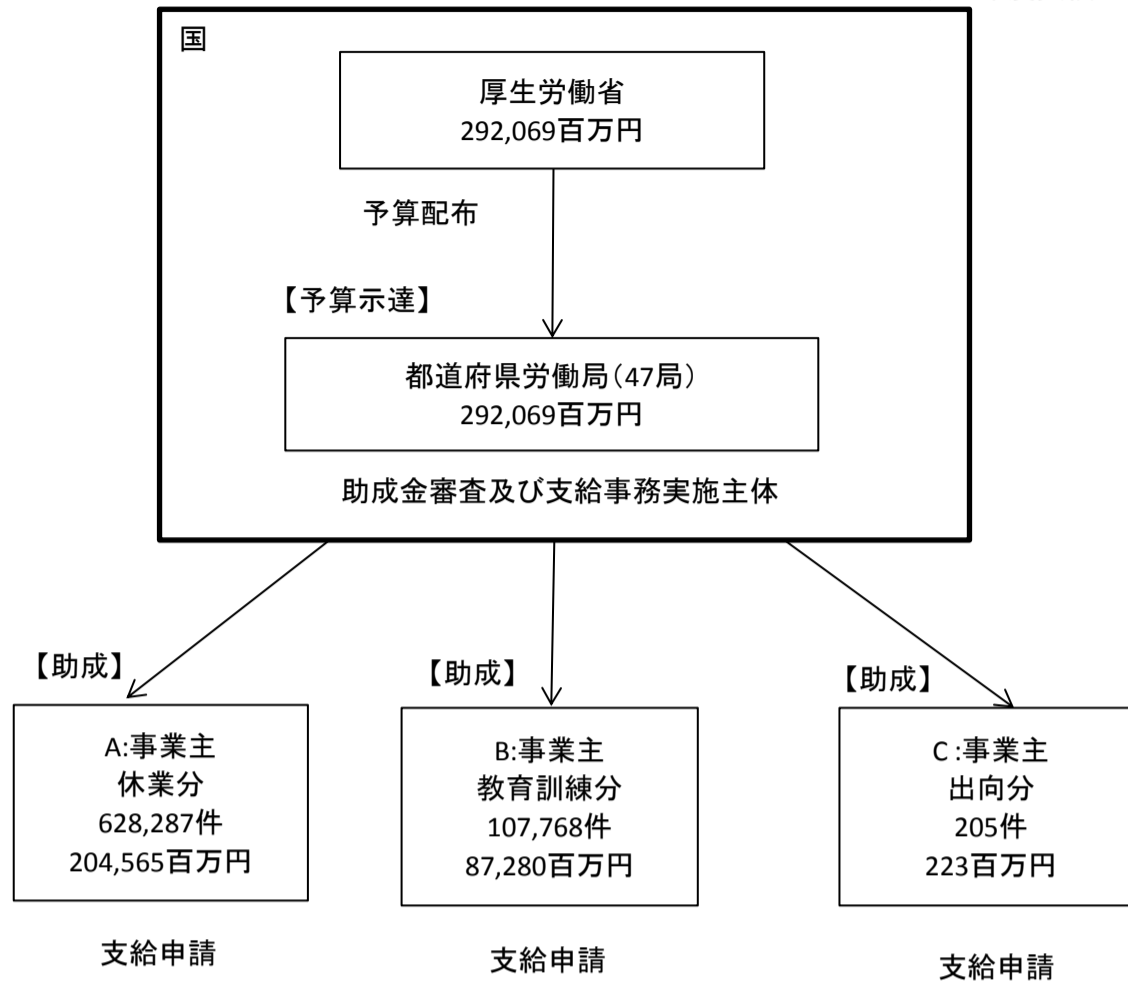 国
厚生労働省
292,069百万円
予算配布
【予算示達】
都道府県労働局（47局）
292,069百万円
助成金審査及び支給事務実施主体
【助成】
A:事業主
休業分
628,287件
204,565百万円
支給申請
【助成】
B:事業主
教育訓練分
107,768件
87,280百万円
支給申請
【助成】
C:事業主
出向分
205件
223百万円
支給申請